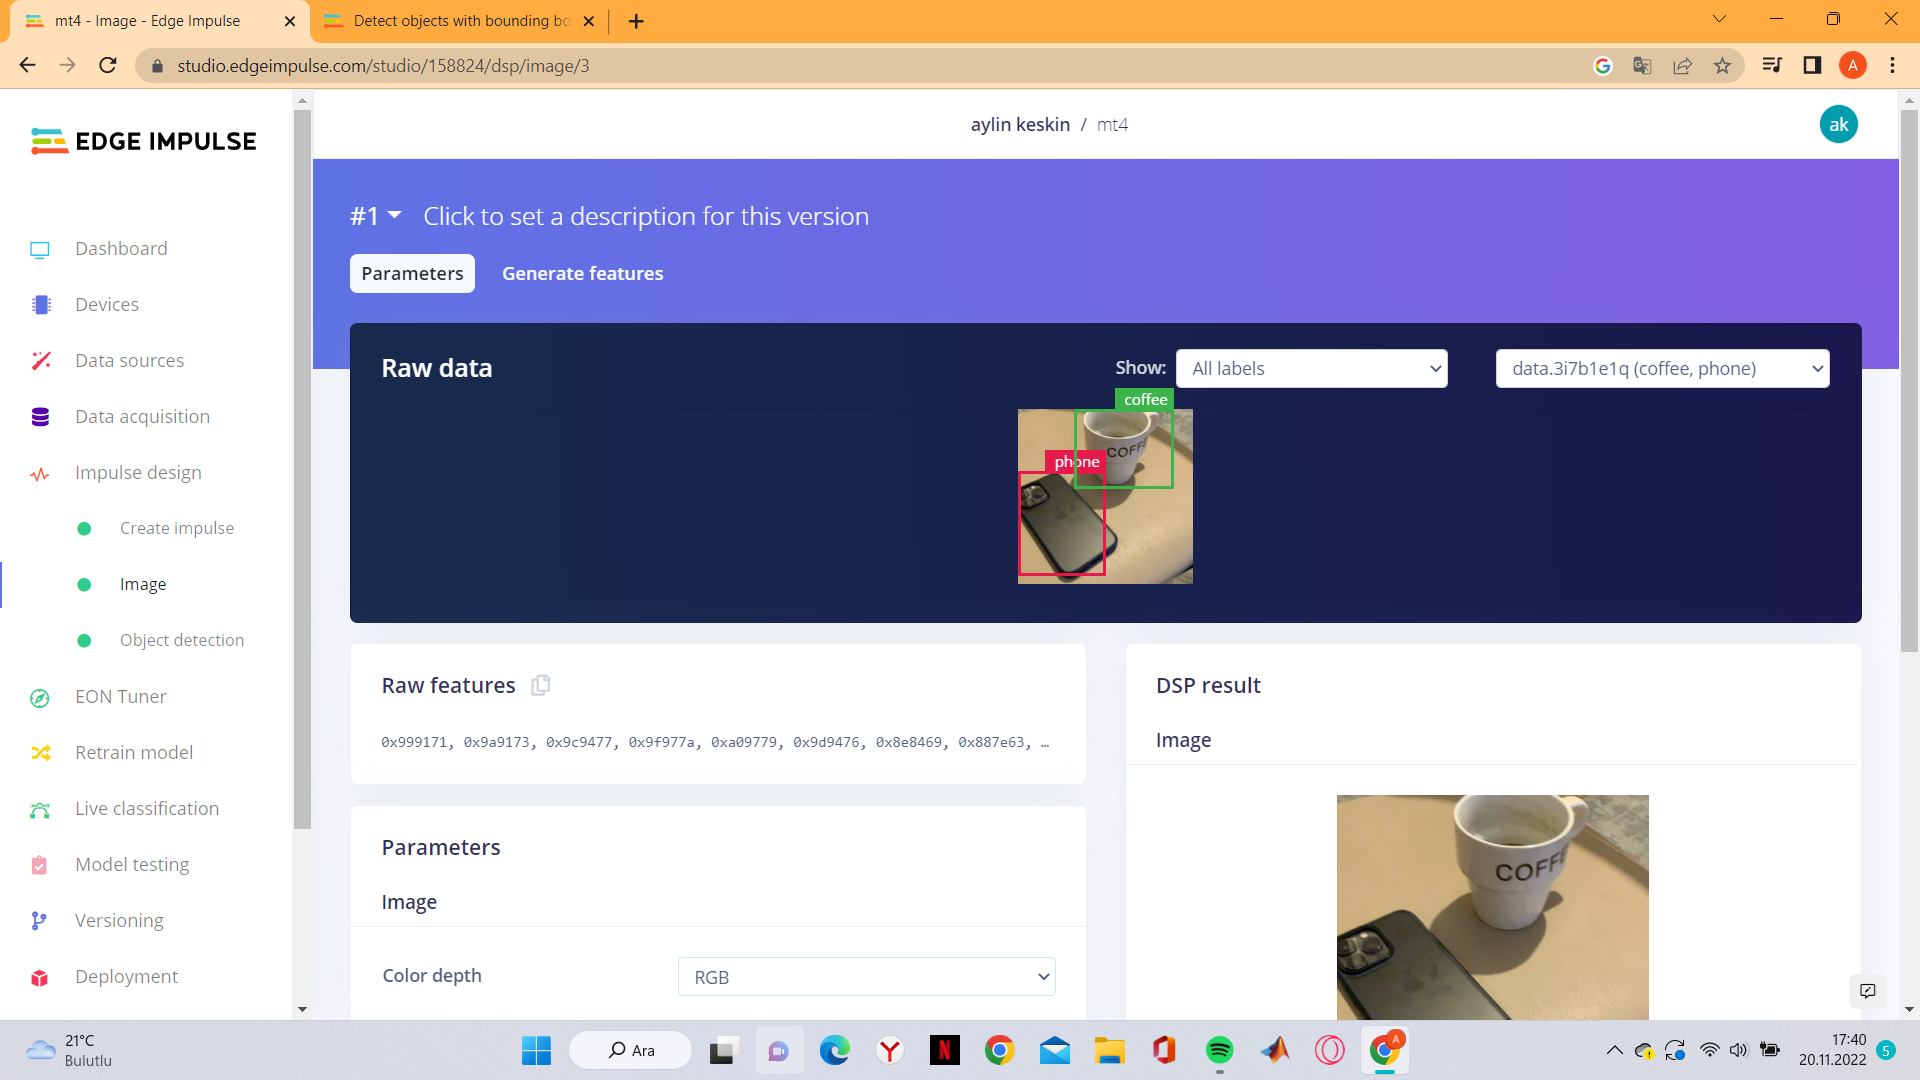 mt4 - Image - Edge Impulse
Detect objects with bounding bo
studio.edgeimpulse.com/studio/158824/dsp/image/3
A
EDGE IMPULSE
aylin keskin / mt4
ak
#1 Click to set a description for this version
Parameters Generate features
Dashboard
Devices
Data sources
Data acquisition
Impulse design
Create impulse
Image
Object detection
EON Tuner
Retrain model
Live classification
Model testing
Versioning
Deployment
Raw data
Show: All labels
data.3i7b1e1q (coffee, phone)
coffee
COFFE
phone
Raw features
0x999171, 0x9a9173, 0x9c9477, 0x9f977a, 0xa09779, 0x9d9476, 0x8e8469, 0x887e63, …
Parameters
Image
Color depth RGB
DSP result
Image
COFFE
21°C
Bulutlu
Ara
A
17:40
20.11.2022
5